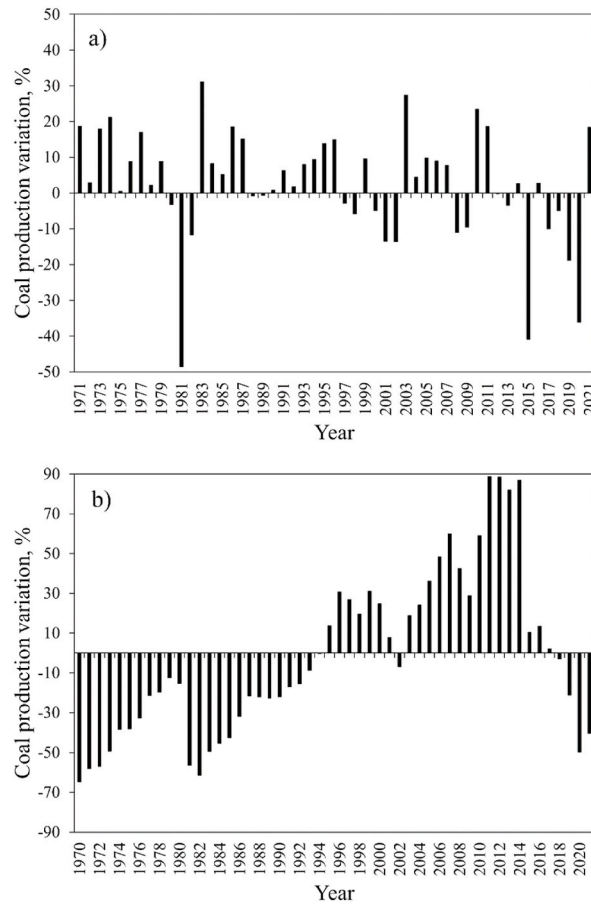 a)
Coal production variation, %
50
40
30
20
10
0
-10
-20
-30
-40
-50
1971 1973 1975 1977 1979 1981 1983 1985 1987 1989 1991 1993 1995 1997 1999 2001 2003 2005 2007 2009 2011 2013 2015 2017 2019 2021
Year
b)
Coal production variation, %
90
70
50
30
10
-10
-30
-50
-70
-90
1970 1972 1974 1976 1978 1980 1982 1984 1986 1988 1990 1992 1994 1996 1998 2000 2002 2004 2006 2008 2010 2012 2014 2016 2018 2020
Year